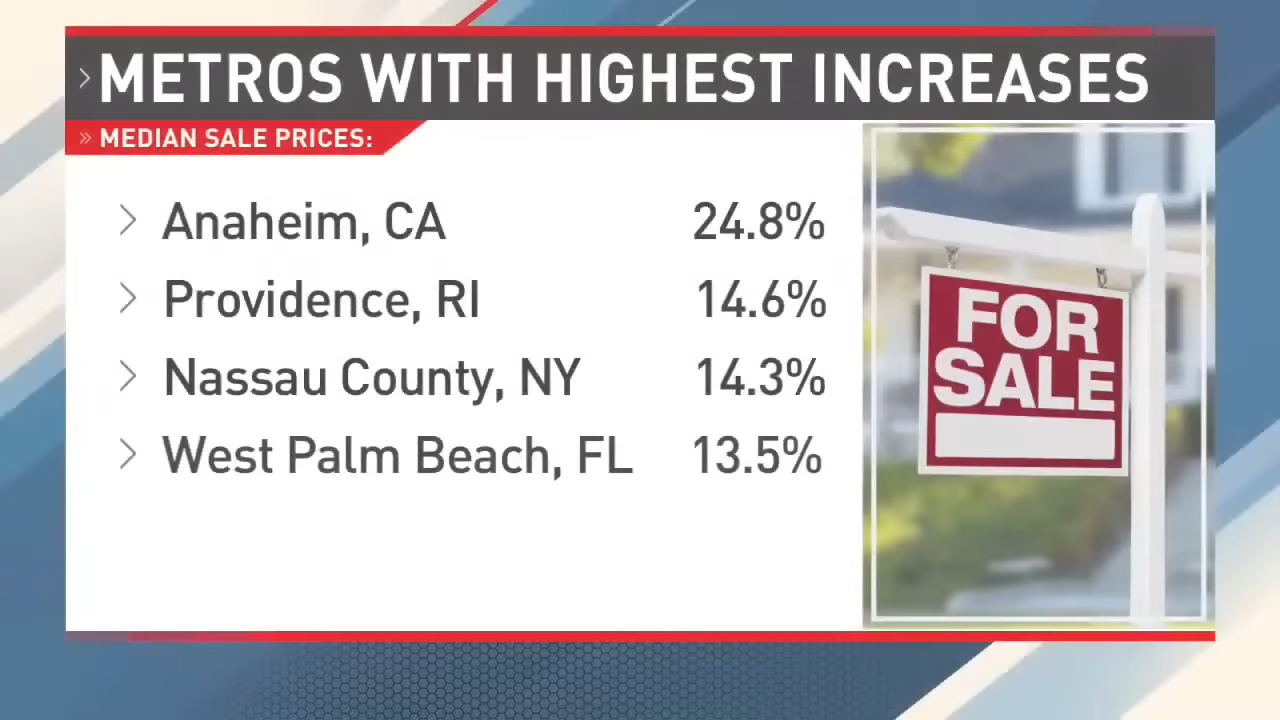 METROS WITH HIGHEST INCREASES
MEDIAN SALE PRICES:
Anaheim, CA 24.8%
Providence, RI 14.6%
Nassau County, NY 14.3%
West Palm Beach, FL 13.5%
FOR
SALE